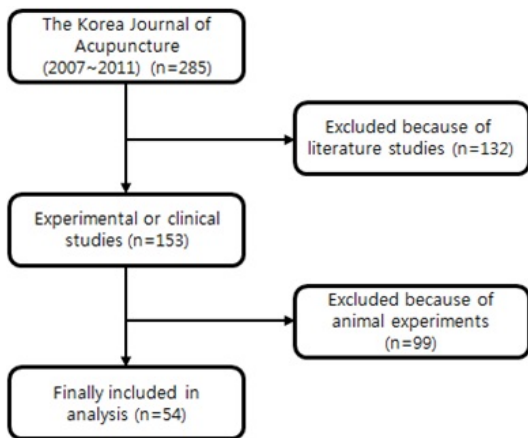 The Korea Journal of
Acupuncture
(2007~2011) (n=285)
Excluded because of
literature studies (n=132)
Experimental or clinical
studies (n=153)
Excluded because of
animal experiments
(n=99)
Finally included in
analysis (n=54)